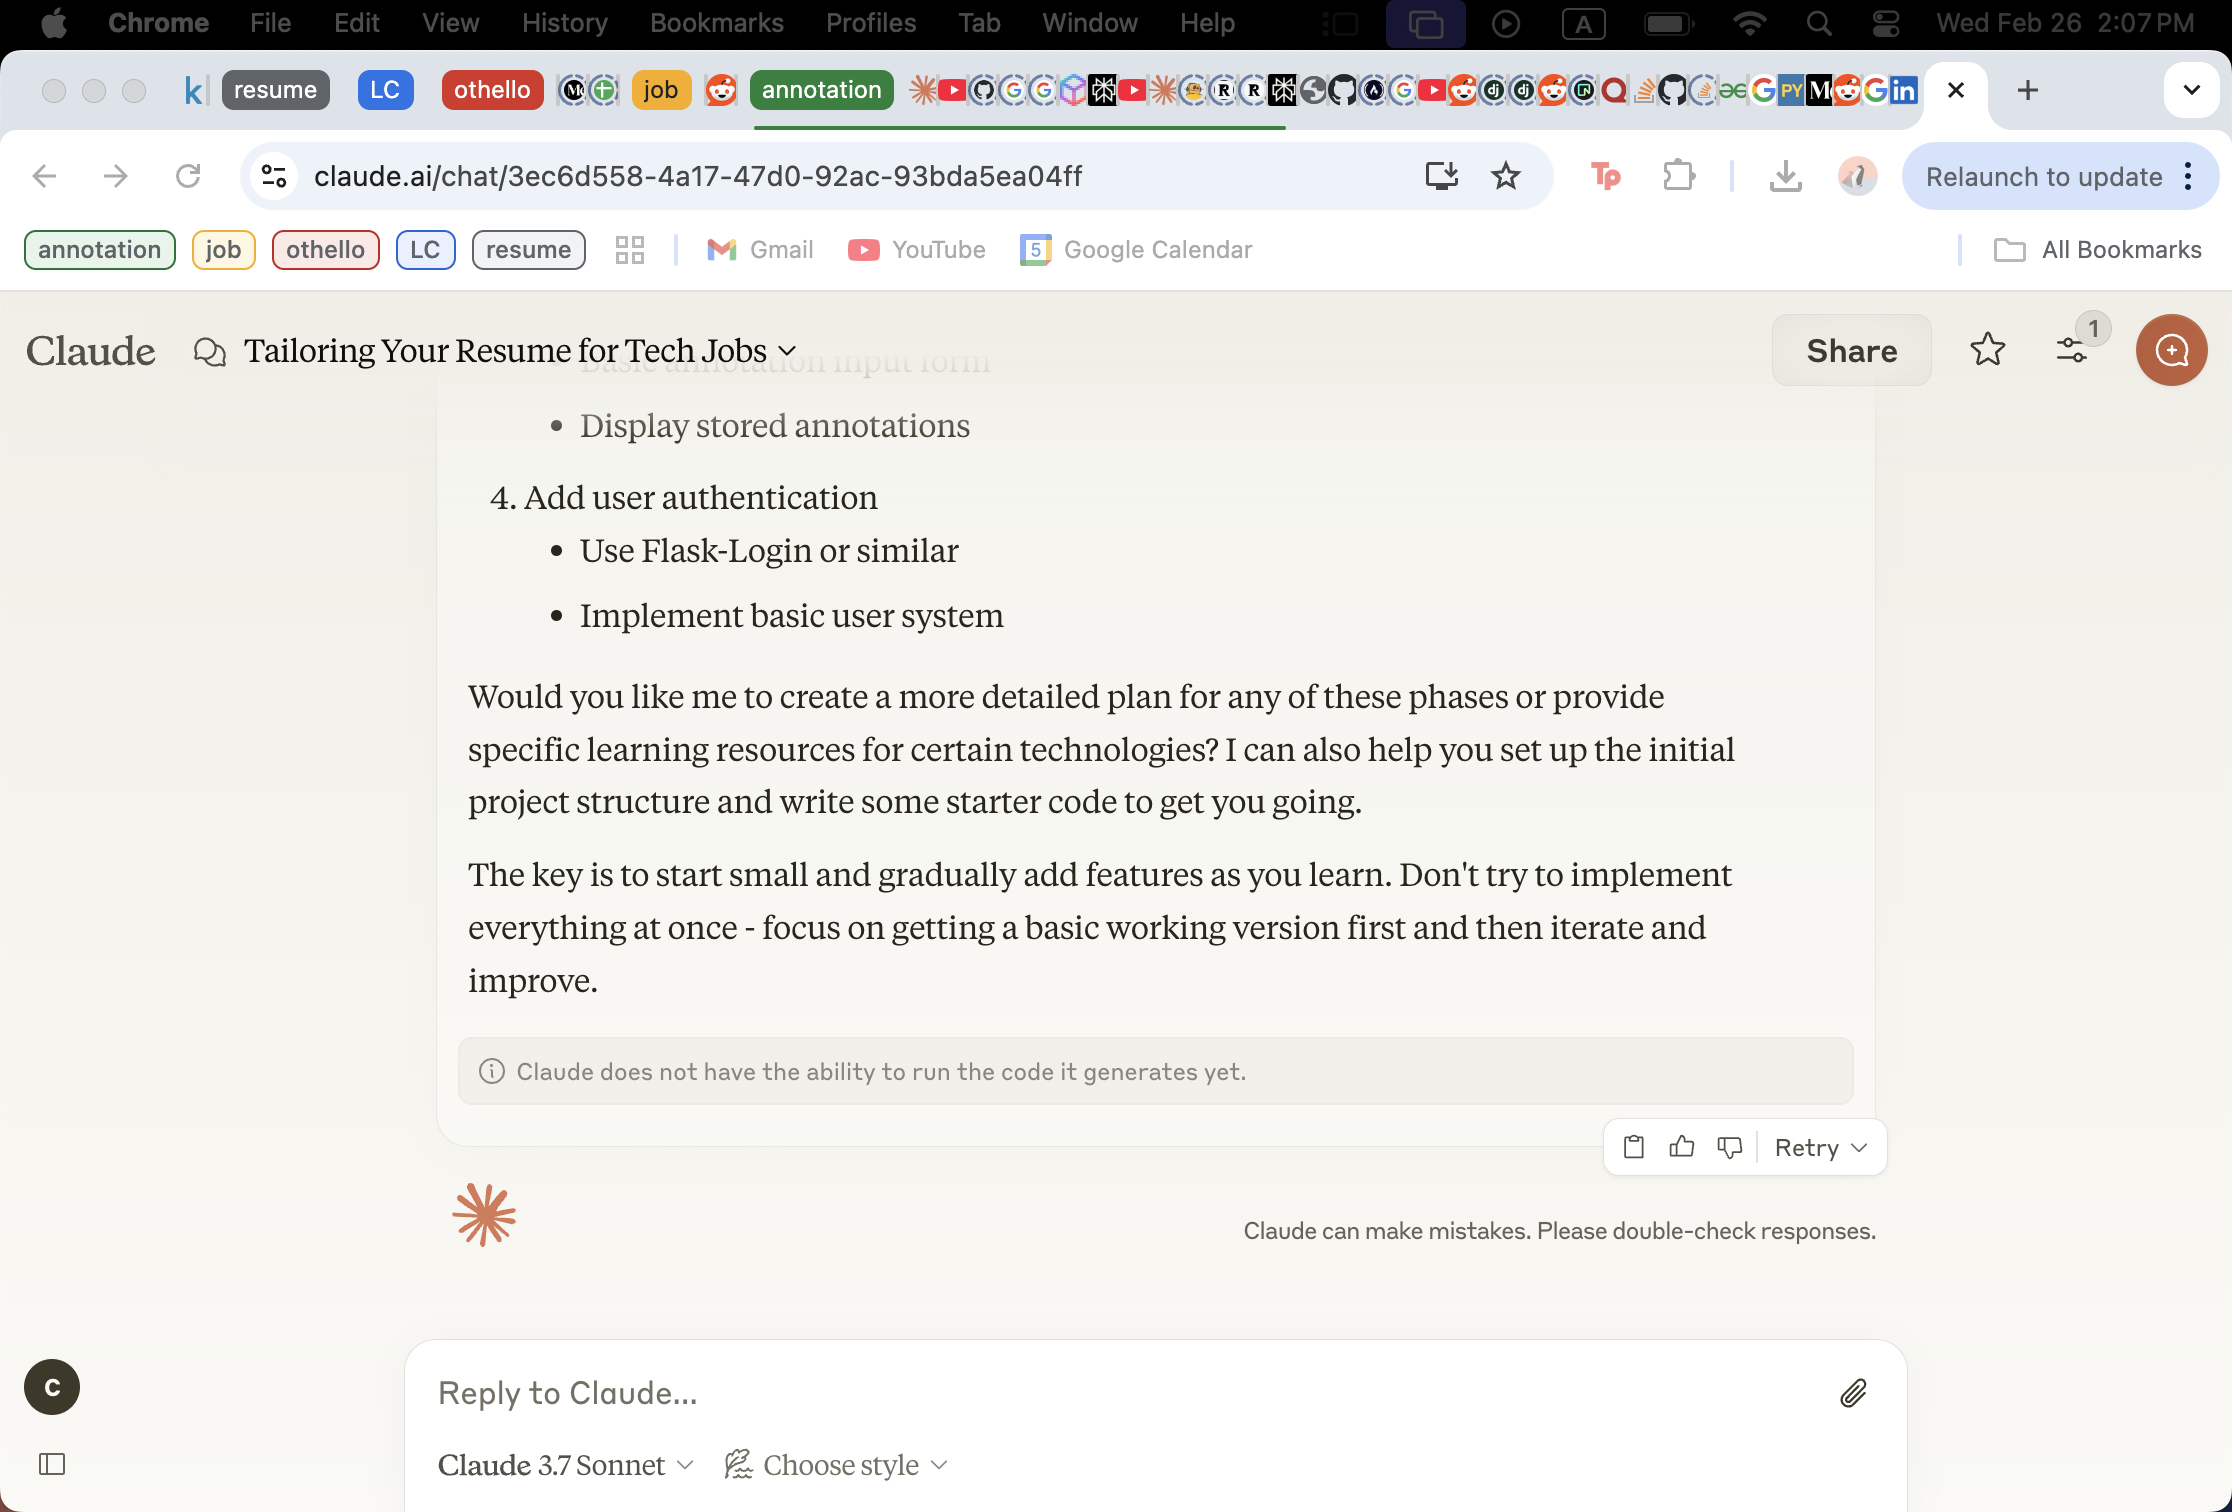 Chrome File Edit View History Bookmarks Profiles Tab Window Help A Wed Feb 26 2:07 PM
k resume LC othello job annotation
claude.ai/chat/3ec6d558-4a17-47d0-92ac-93bda5ea04ff Tp Relaunch to update
annotation job othello LC resume Gmail YouTube 5 Google Calendar All Bookmarks
Claude Tailoring Your Resume for Tech Jobs Share 1
Basic annotation input form
• Display stored annotations
4. Add user authentication
• Use Flask-Login or similar
• Implement basic user system
Would you like me to create a more detailed plan for any of these phases or provide
specific learning resources for certain technologies? I can also help you set up the initial
project structure and write some starter code to get you going.
The key is to start small and gradually add features as you learn. Don't try to implement
everything at once - focus on getting a basic working version first and then iterate and
improve.
Claude does not have the ability to run the code it generates yet.
Retry
Claude can make mistakes. Please double-check responses.
C
Reply to Claude...
Claude 3.7 Sonnet Choose style